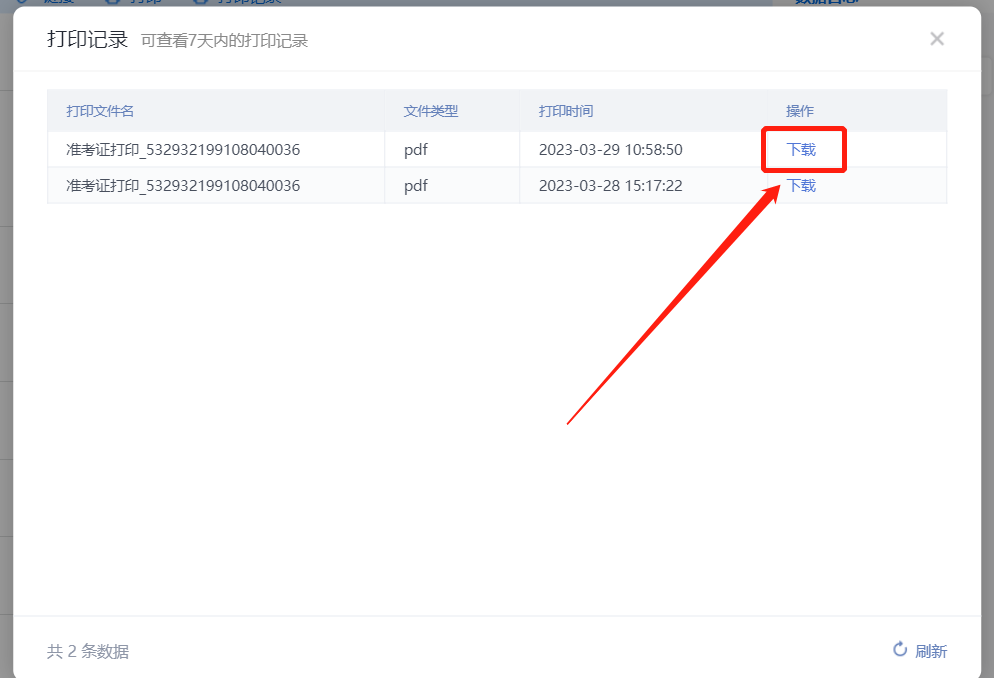 打印记录 可查看7天内的打印记录
打印文件名 文件类型 打印时间 操作
准考证打印_532932199108040036 pdf 2023-03-29 10:58:50 下载
准考证打印_532932199108040036 pdf 2023-03-28 15:17:22 下载
共 2 条数据 刷新